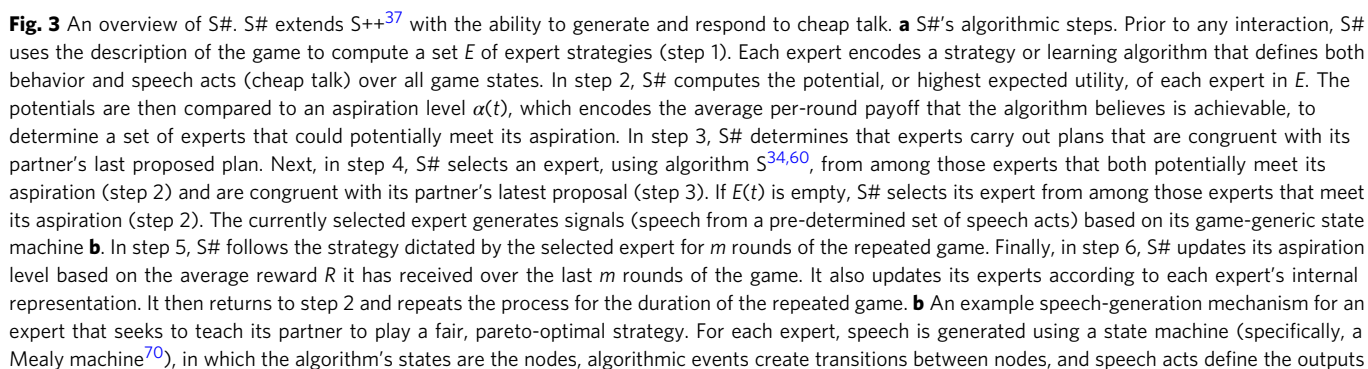 Fig. 3 An overview of S#. S# extends S++37 with the ability to generate and respond to cheap talk. a S#'s algorithmic steps. Prior to any interaction, S#
uses the description of the game to compute a set E of expert strategies (step 1). Each expert encodes a strategy or learning algorithm that defines both
behavior and speech acts (cheap talk) over all game states. In step 2, S# computes the potential, or highest expected utility, of each expert in E. The
potentials are then compared to an aspiration level α(t), which encodes the average per-round payoff that the algorithm believes is achievable, to
determine a set of experts that could potentially meet its aspiration. In step 3, S# determines that experts carry out plans that are congruent with its
partner's last proposed plan. Next, in step 4, S# selects an expert, using algorithm S34,60, from among those experts that both potentially meet its
aspiration (step 2) and are congruent with its partner's latest proposal (step 3). If E(t) is empty, S# selects its expert from among those experts that meet
its aspiration (step 2). The currently selected expert generates signals (speech from a pre-determined set of speech acts) based on its game-generic state
machine b. In step 5, S# follows the strategy dictated by the selected expert for m rounds of the repeated game. Finally, in step 6, S# updates its aspiration
level based on the average reward R it has received over the last m rounds of the game. It also updates its experts according to each expert's internal
representation. It then returns to step 2 and repeats the process for the duration of the repeated game. b An example speech-generation mechanism for an
expert that seeks to teach its partner to play a fair, pareto-optimal strategy. For each expert, speech is generated using a state machine (specifically, a
Mealy machine70), in which the algorithm's states are the nodes, algorithmic events create transitions between nodes, and speech acts define the outputs